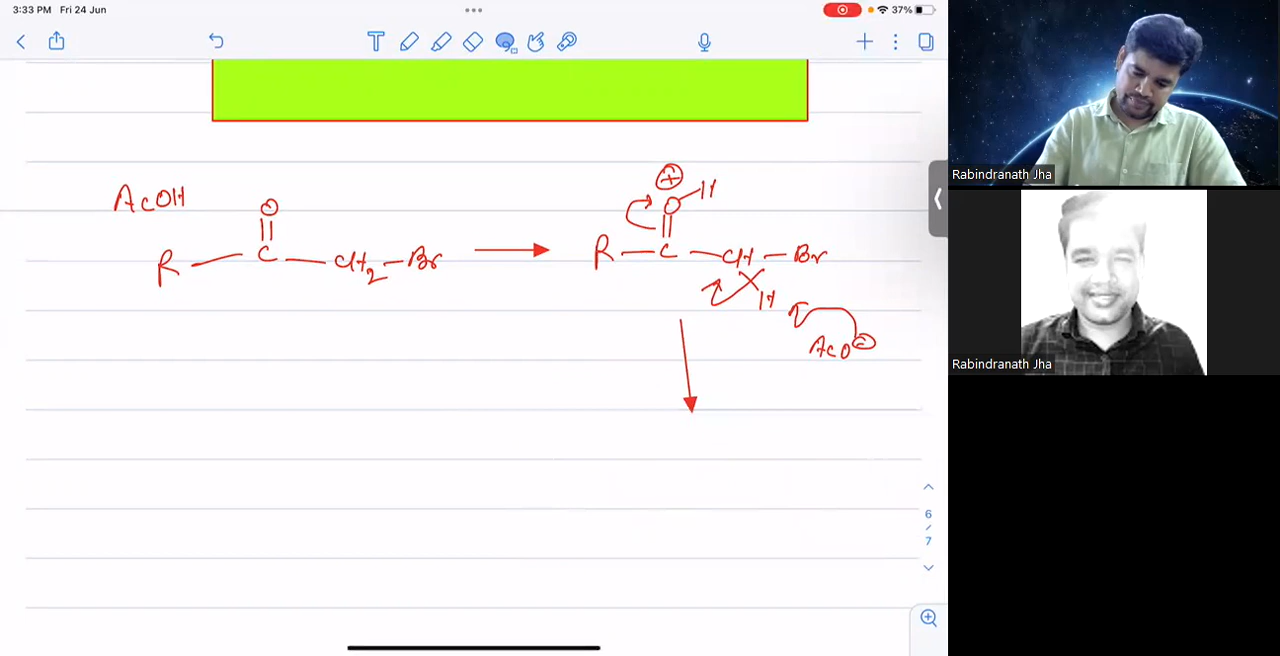 3:33 PM Fri 24 Jun
37%
T
AcOH
O
R — C — CH2 — Br
⊕
O H
R — C — CH — Br
H
AcO⊖
6
/
7
Rabindranath Jha
Rabindranath Jha